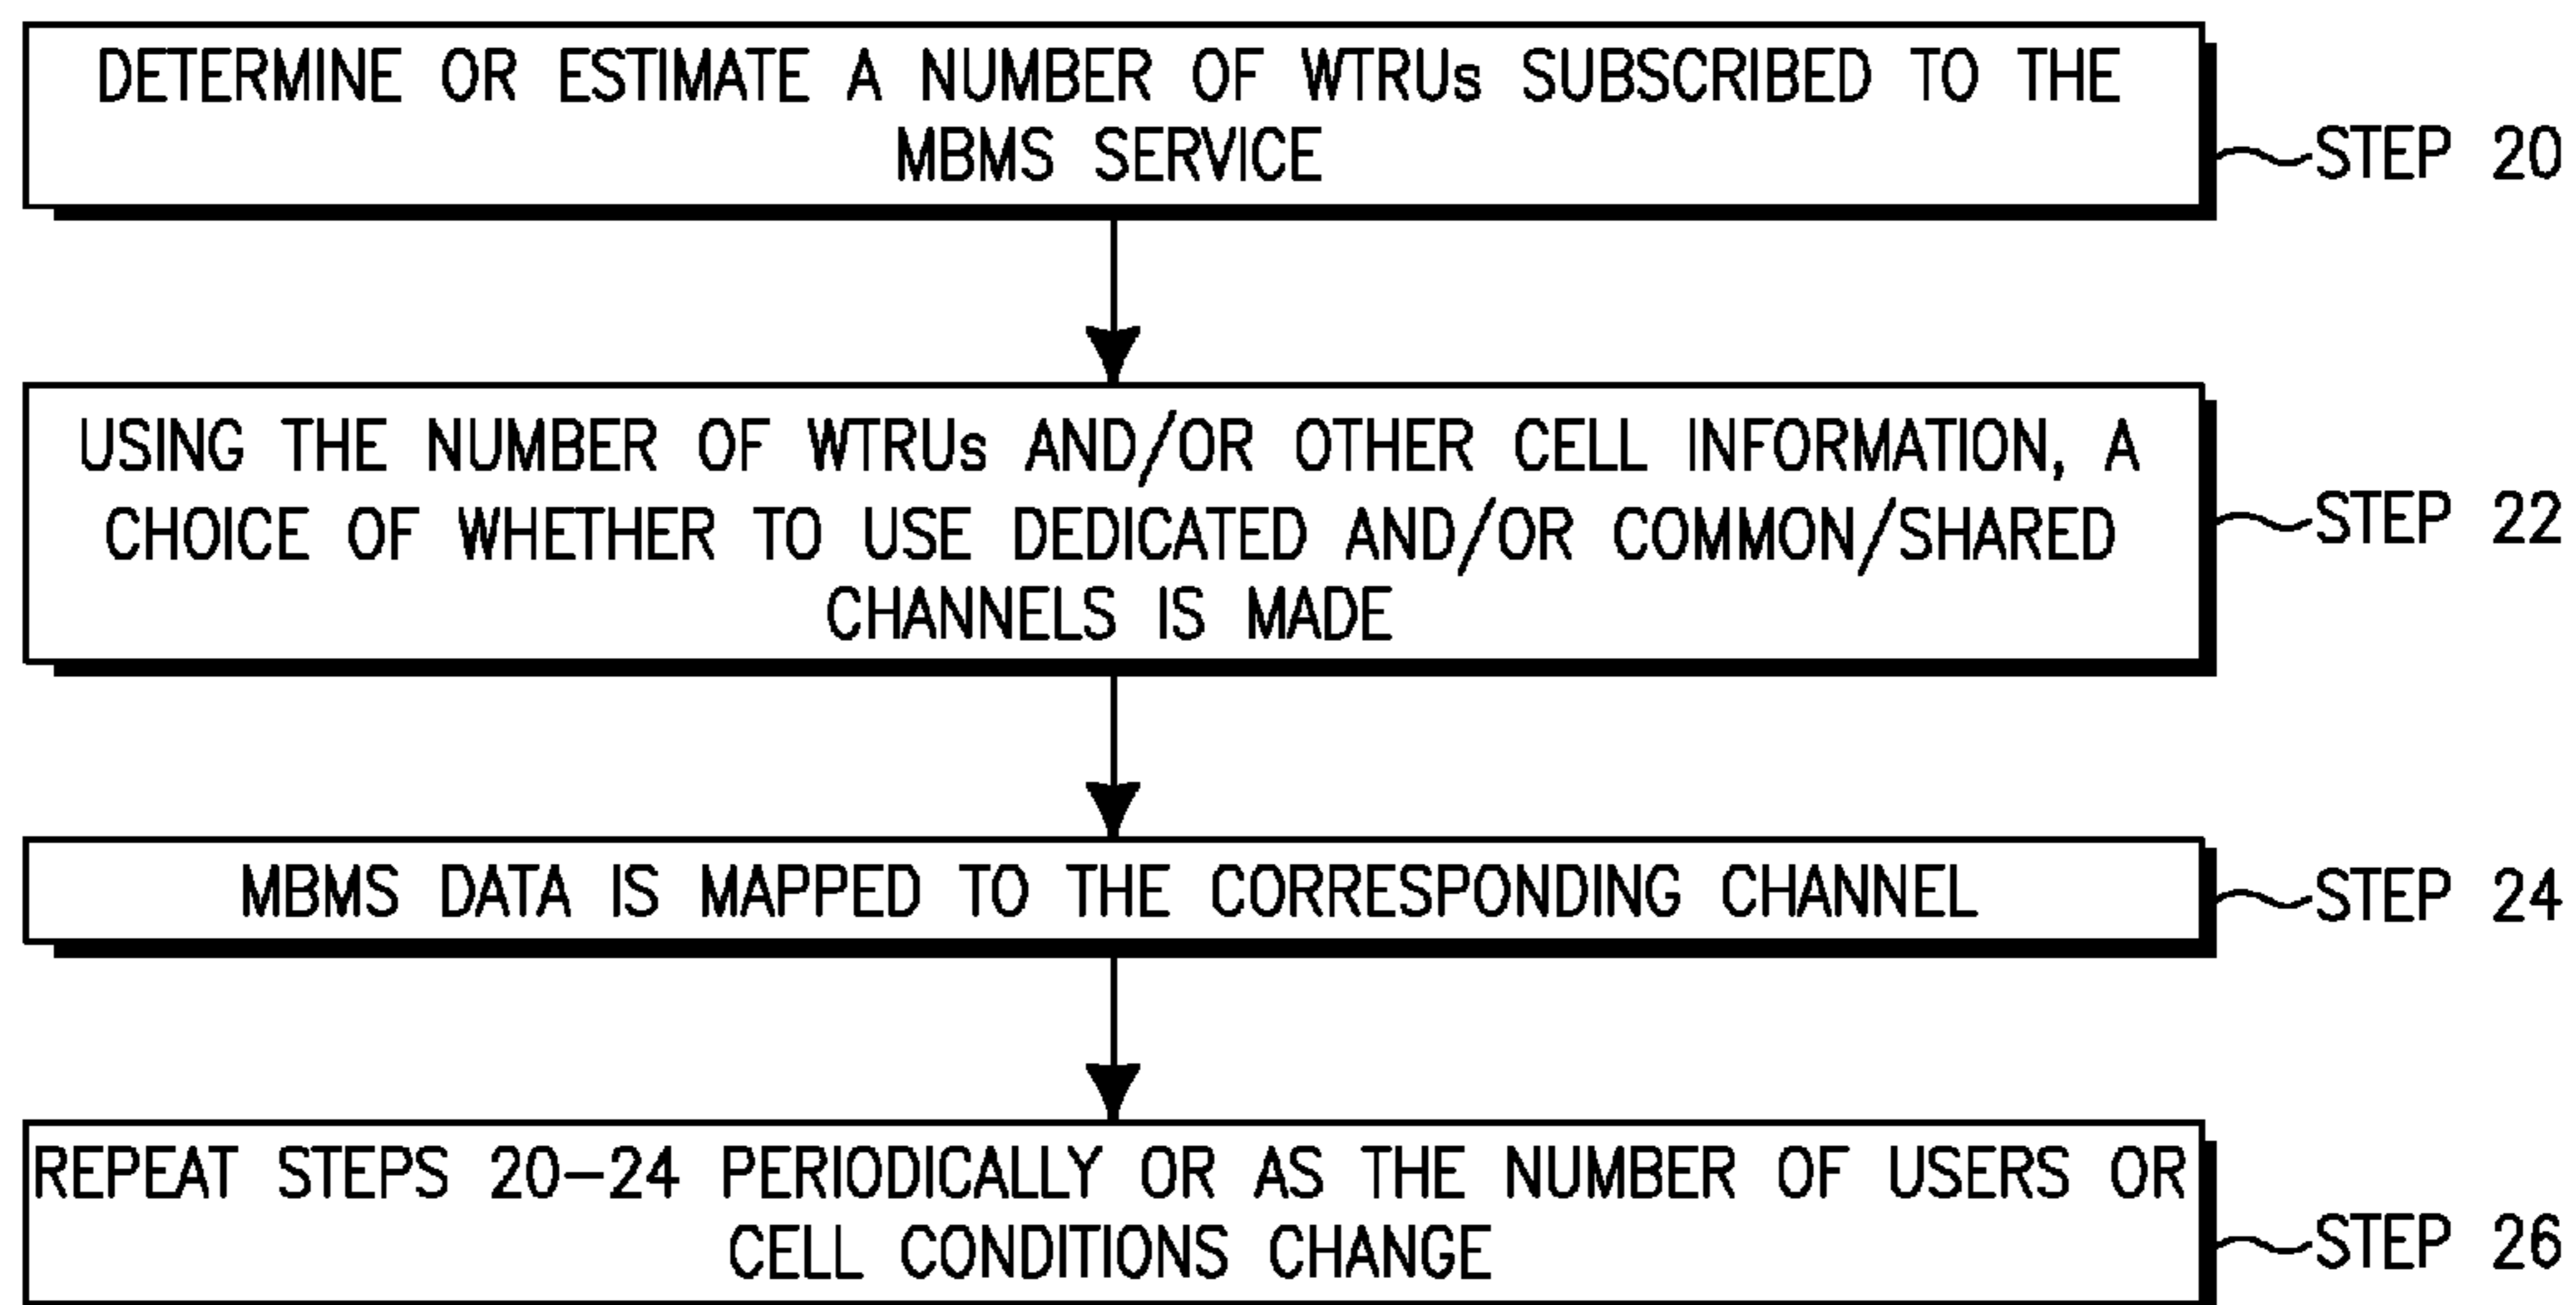 DETERMINE OR ESTIMATE A NUMBER OF WTRUs SUBSCRIBED TO THE
MBMS SERVICE
STEP 20
USING THE NUMBER OF WTRUs AND/OR OTHER CELL INFORMATION, A
CHOICE OF WHETHER TO USE DEDICATED AND/OR COMMON/SHARED
CHANNELS IS MADE
STEP 22
MBMS DATA IS MAPPED TO THE CORRESPONDING CHANNEL
STEP 24
REPEAT STEPS 20-24 PERIODICALLY OR AS THE NUMBER OF USERS OR
CELL CONDITIONS CHANGE
STEP 26